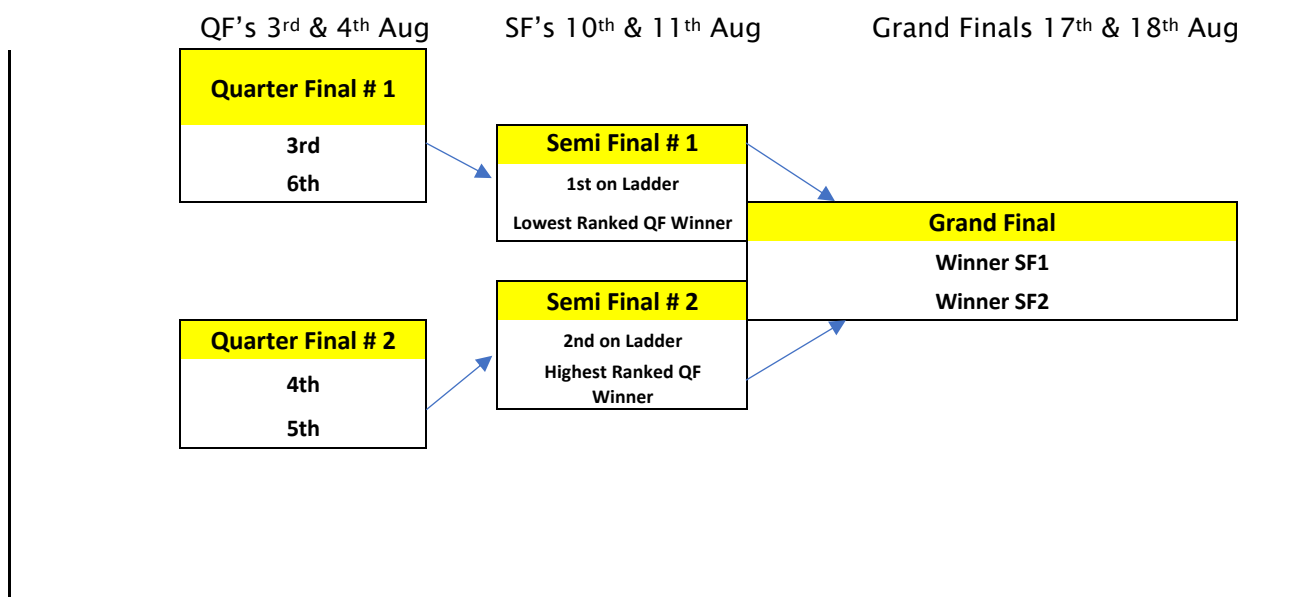 QF's 3rd & 4th Aug
SF's 10th & 11th Aug
Grand Finals 17th & 18th Aug
Quarter Final # 1
3rd
6th
Semi Final # 1
1st on Ladder
Lowest Ranked QF Winner
Grand Final
Winner SF1
Winner SF2
Semi Final # 2
2nd on Ladder
Highest Ranked QF
Winner
Quarter Final # 2
4th
5th